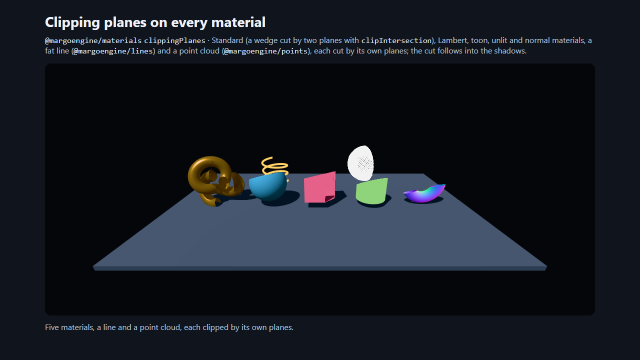 Clipping planes on every material
@margoengine/materials clippingPlanes · Standard (a wedge cut by two planes with clipIntersection), Lambert, toon, unlit and normal materials, a
fat line (@margoengine/lines) and a point cloud (@margoengine/points), each cut by its own planes; the cut follows into the shadows.
Five materials, a line and a point cloud, each clipped by its own planes.